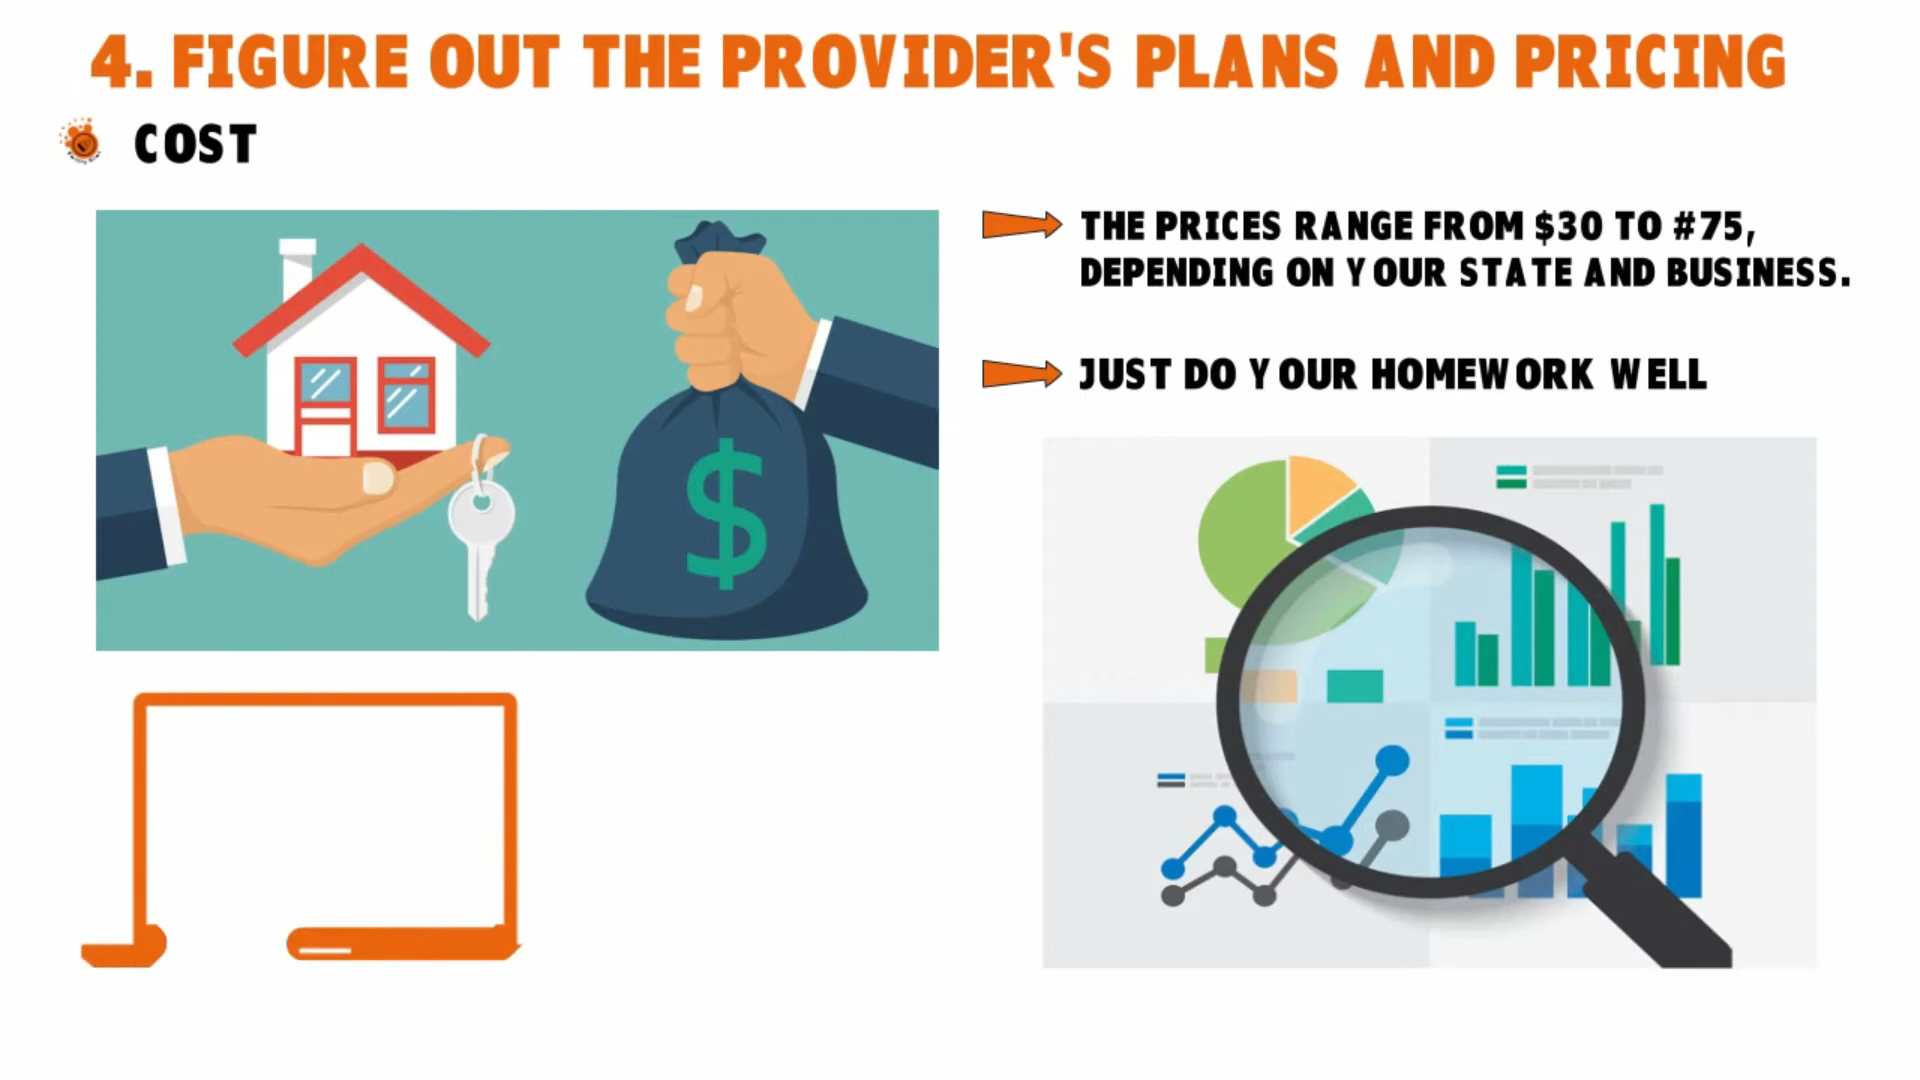 4. FIGURE OUT THE PROVIDER'S PLANS AND PRICING
COST
THE PRICES RANGE FROM $30 TO #75,
DEPENDING ON YOUR STATE AND BUSINESS.
JUST DO YOUR HOMEWORK WELL
$